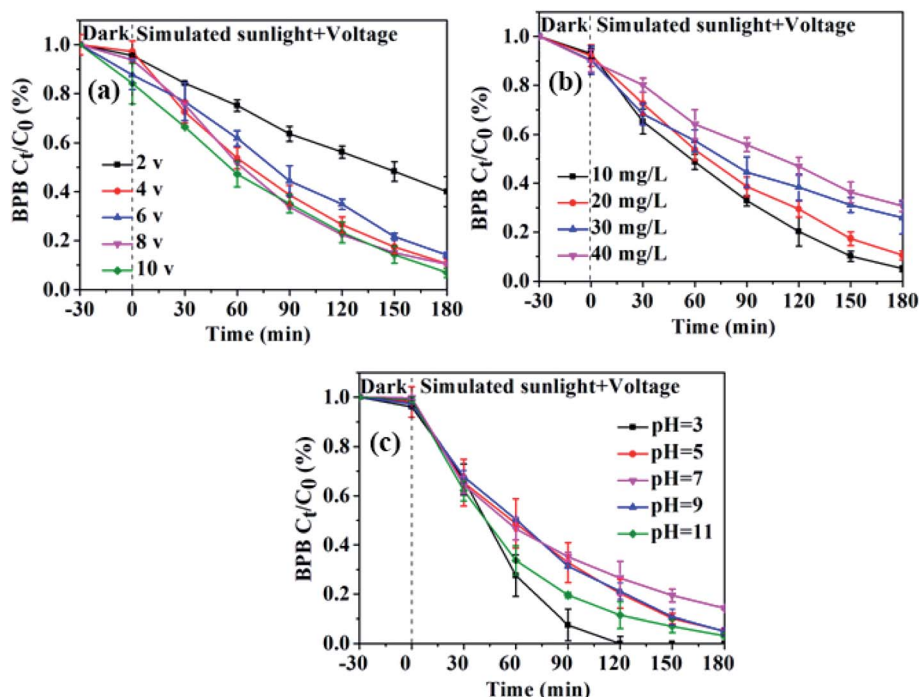 Dark Simulated sunlight+Voltage
(a)
BPB Ct/C0 (%)
1.0
0.8
0.6
0.4
0.2
0.0
2 v
4 v
6 v
8 v
10 v
-30 0 30 60 90 120 150 180
Time (min)
Dark Simulated sunlight+Voltage
(b)
BPB Ct/C0 (%)
1.0
0.8
0.6
0.4
0.2
0.0
10 mg/L
20 mg/L
30 mg/L
40 mg/L
-30 0 30 60 90 120 150 180
Time (min)
Dark Simulated sunlight+Voltage
(c)
BPB Ct/C0 (%)
1.0
0.8
0.6
0.4
0.2
0.0
pH=3
pH=5
pH=7
pH=9
pH=11
-30 0 30 60 90 120 150 180
Time (min)